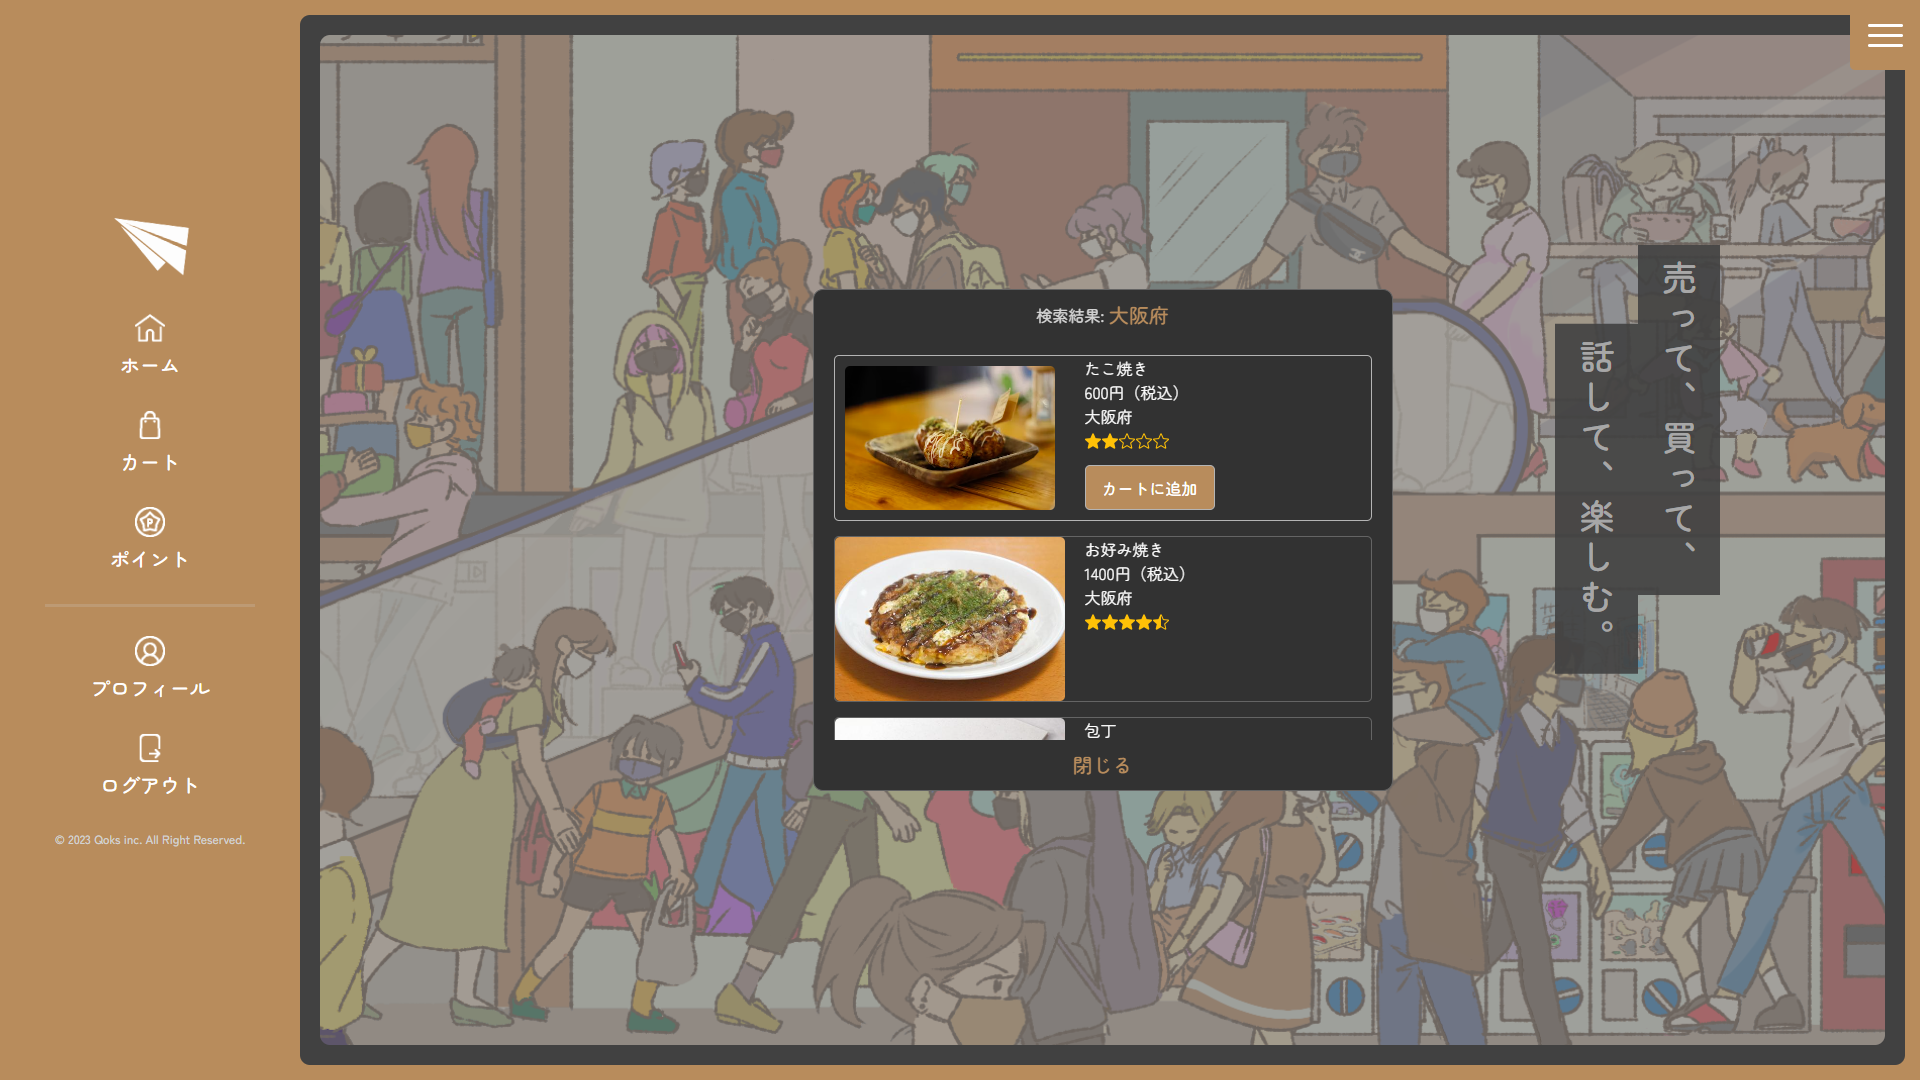 ホーム
カート
ポイント
プロフィール
ログアウト
© 2023 Qoks inc. All Right Reserved.
検索結果: 大阪府
たこ焼き
600円（税込）
大阪府
カートに追加
お好み焼き
1400円（税込）
大阪府
包丁
閉じる
売って、買って、
話して、楽しむ。